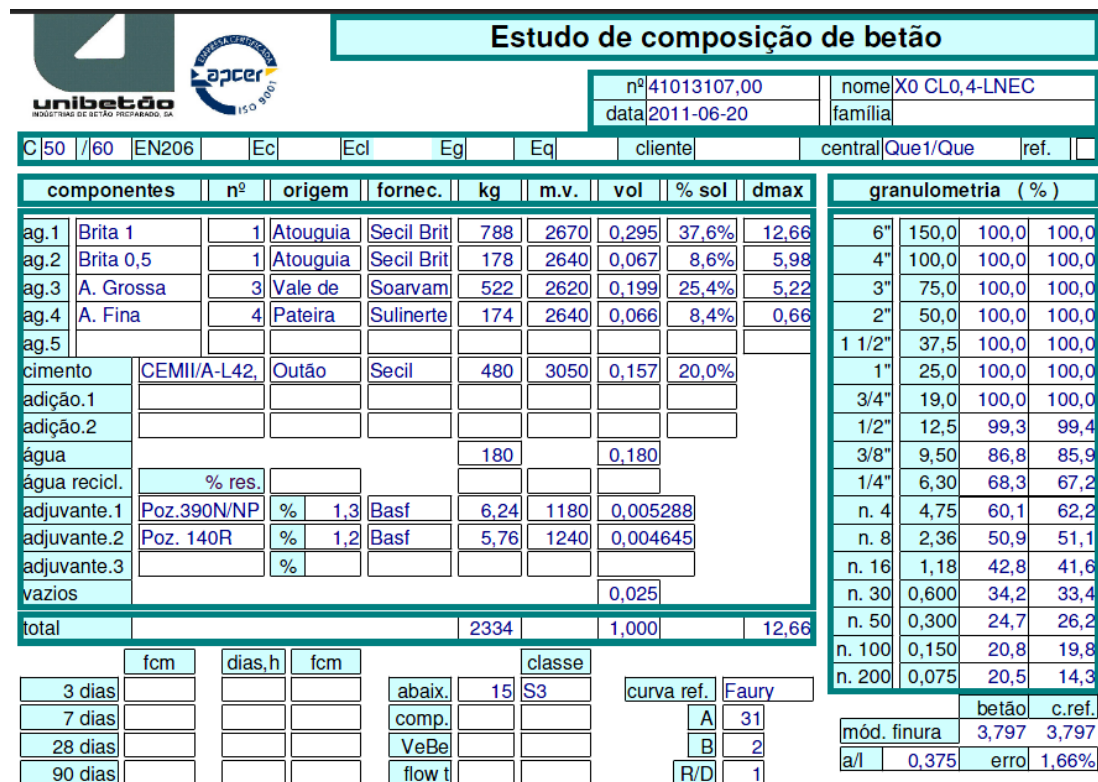 Estudo de composição de betão
EMPRESA CERTIFICADA
apcer
ISO 9001
unibetão
INDÚSTRIAS DE BETÃO PREPARADO, SA
nº 41013107,00 nome X0 CL0,4-LNEC
data 2011-06-20 família
C 50 /60 EN206 Ec Ecl Eg Eq cliente central Que1/Que ref.
componentes nº origem fornec. kg m.v. vol % sol dmax
ag.1 Brita 1 1 Atouguia Secil Brit 788 2670 0,295 37,6% 12,66
ag.2 Brita 0,5 1 Atouguia Secil Brit 178 2640 0,067 8,6% 5,98
ag.3 A. Grossa 3 Vale de Soarvam 522 2620 0,199 25,4% 5,22
ag.4 A. Fina 4 Pateira Sulinerte 174 2640 0,066 8,4% 0,66
ag.5
cimento CEMII/A-L42, Outão Secil 480 3050 0,157 20,0%
adição.1
adição.2
água 180 0,180
água recicl. % res.
adjuvante.1 Poz.390N/NP % 1,3 Basf 6,24 1180 0,005288
adjuvante.2 Poz. 140R % 1,2 Basf 5,76 1240 0,004645
adjuvante.3 %
vazios 0,025
total 2334 1,000 12,66
granulometria (%)
6" 150,0 100,0 100,0
4" 100,0 100,0 100,0
3" 75,0 100,0 100,0
2" 50,0 100,0 100,0
1 1/2" 37,5 100,0 100,0
1" 25,0 100,0 100,0
3/4" 19,0 100,0 100,0
1/2" 12,5 99,3 99,4
3/8" 9,50 86,8 85,9
1/4" 6,30 68,3 67,2
n. 4 4,75 60,1 62,2
n. 8 2,36 50,9 51,1
n. 16 1,18 42,8 41,6
n. 30 0,600 34,2 33,4
n. 50 0,300 24,7 26,2
n. 100 0,150 20,8 19,8
n. 200 0,075 20,5 14,3
betão c.ref.
mód. finura 3,797 3,797
a/l 0,375 erro 1,66%
fcm dias,h fcm classe
3 dias abaix. 15 S3 curva ref. Faury
7 dias comp. A 31
28 dias VeBe B 2
90 dias flow t R/D 1